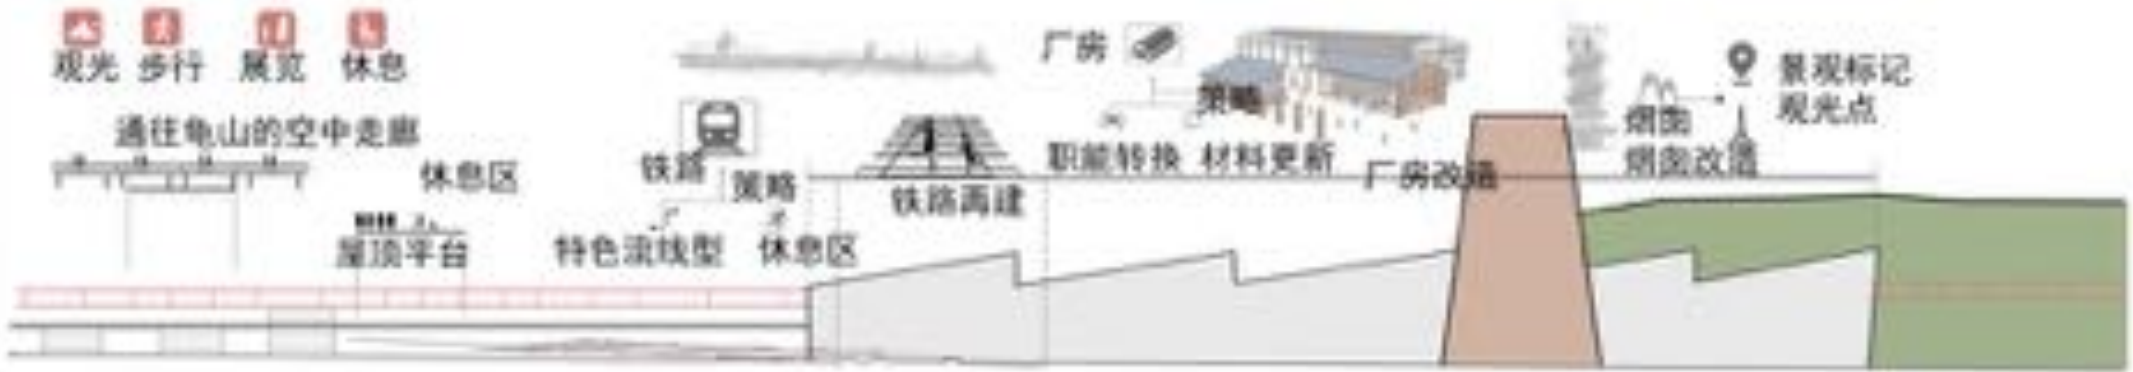 观光 步行 展览 休息
通往龟山的空中走廊
休息区
屋顶平台
铁路
策略
特色流线型
休息区
铁路再建
厂房
策略
职能转换 材料更新
厂房改造
烟囱
烟囱改造
景观标记
观光点